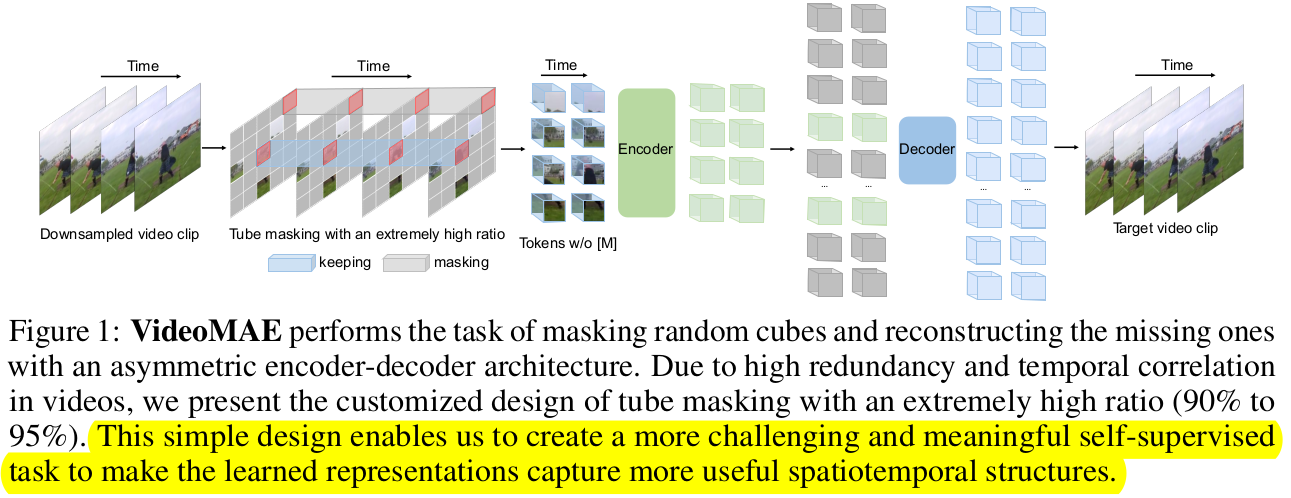 Time
Time
Time
Time
Encoder
Decoder
...
...
...
...
Downsampled video clip
Tube masking with an extremely high ratio
Tokens w/o [M]
Target video clip
keeping
masking
Figure 1: VideoMAE performs the task of masking random cubes and reconstructing the missing ones
with an asymmetric encoder-decoder architecture. Due to high redundancy and temporal correlation
in videos, we present the customized design of tube masking with an extremely high ratio (90% to
95%). This simple design enables us to create a more challenging and meaningful self-supervised
task to make the learned representations capture more useful spatiotemporal structures.